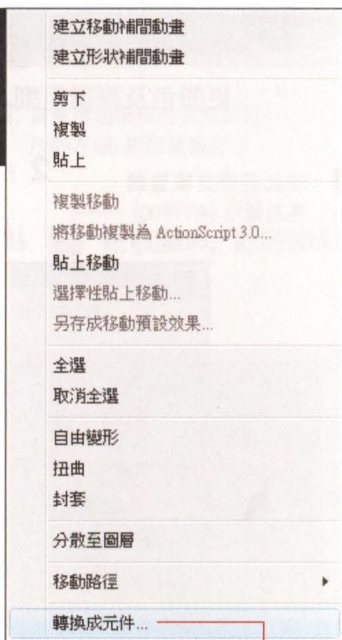 建立移動補間動畫
建立形狀補間動畫
剪下
複製
貼上
複製移動
將移動複製為 ActionScript 3.0...
貼上移動
選擇性貼上移動...
另存成移動預設效果...
全選
取消全選
自由變形
扭曲
封套
分散至圖層
移動路徑
轉換成元件...